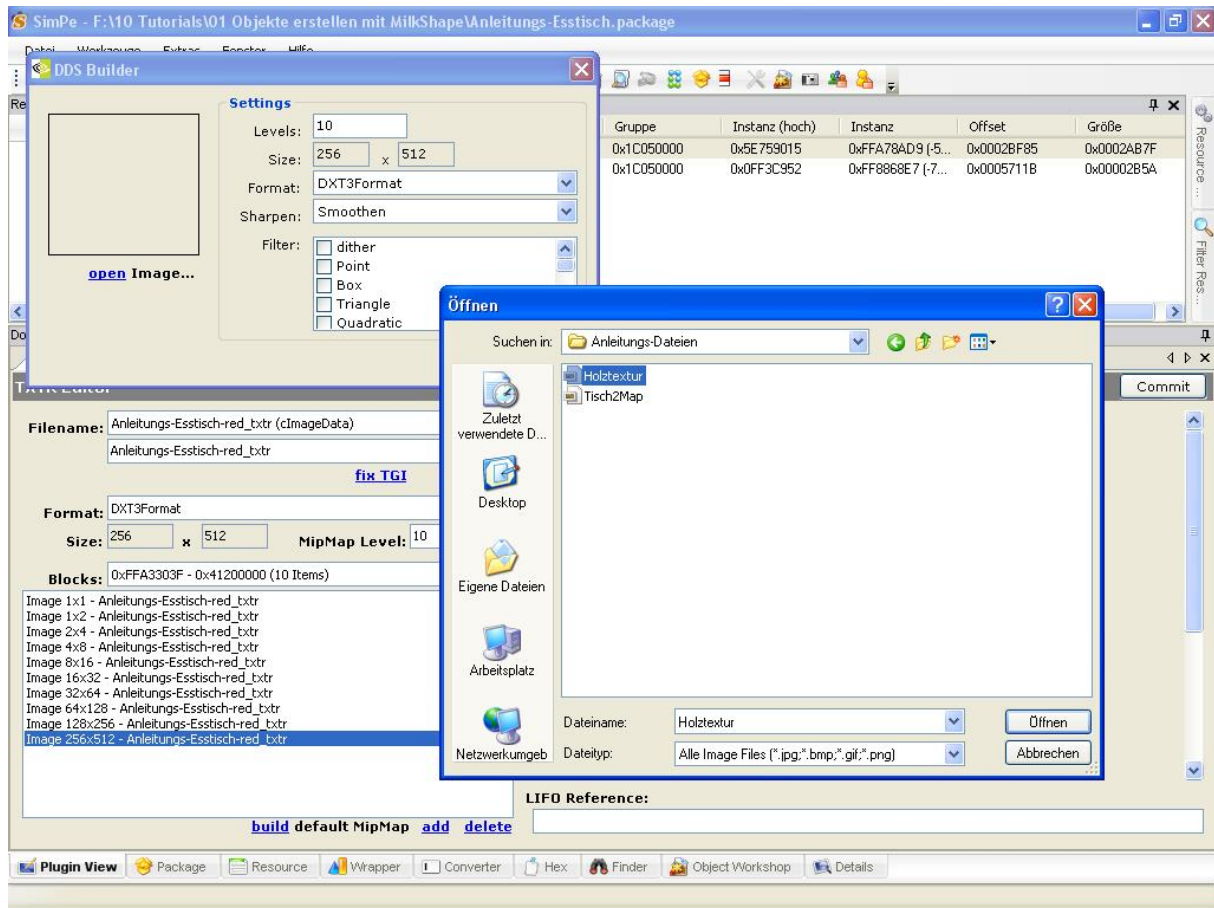 SimPe - F:\10 Tutorials\01 Objekte erstellen mit MilkShape\Anleitungs-Esstisch.package
Datei Werkzeuge Extras Fenster Hilfe
DDS Builder
Settings
Levels: 10
Size: 256 x 512
Format: DXT3Format
Sharpen: Smoothen
Filter: dither
Point
Box
Triangle
Quadratic
open Image...
Gruppe Instanz (hoch) Instanz Offset Größe
0x1C050000 0x5E759015 0xFFA78AD9 (-5... 0x0002BF85 0x0002AB7F
0x1C050000 0x0FF3C952 0xFF8868E7 (-7... 0x0005711B 0x00002B5A
Resource ...
Filter Res...
Öffnen
Suchen in: Anleitungs-Dateien
Holztextur
Tisch2Map
Zuletzt
verwendete D...
Desktop
Eigene Dateien
Arbeitsplatz
Netzwerkumgeb
Dateiname: Holztextur Öffnen
Dateityp: Alle Image Files (*.jpg;*.bmp;*.gif;*.png) Abbrechen
Commit
Filename: Anleitungs-Esstisch-red_txtr (cImageData)
Anleitungs-Esstisch-red_txtr
fix TGI
Format: DXT3Format
Size: 256 x 512 MipMap Level: 10
Blocks: 0xFFA3303F - 0x41200000 (10 Items)
Image 1x1 - Anleitungs-Esstisch-red_txtr
Image 1x2 - Anleitungs-Esstisch-red_txtr
Image 2x4 - Anleitungs-Esstisch-red_txtr
Image 4x8 - Anleitungs-Esstisch-red_txtr
Image 8x16 - Anleitungs-Esstisch-red_txtr
Image 16x32 - Anleitungs-Esstisch-red_txtr
Image 32x64 - Anleitungs-Esstisch-red_txtr
Image 64x128 - Anleitungs-Esstisch-red_txtr
Image 128x256 - Anleitungs-Esstisch-red_txtr
Image 256x512 - Anleitungs-Esstisch-red_txtr
LIFO Reference:
build default MipMap add delete
Plugin View Package Resource Wrapper Converter Hex Finder Object Workshop Details